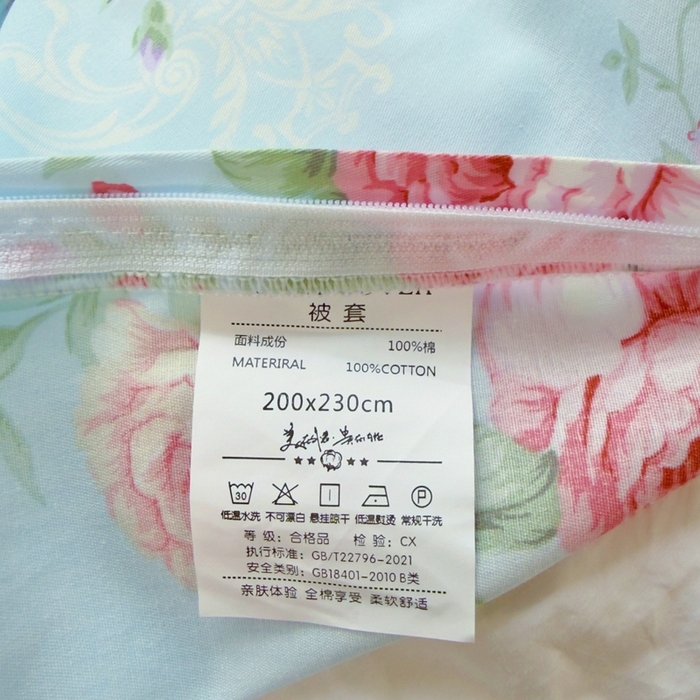 被套
面料成份 100%棉
MATERIRAL 100%COTTON
200x230cm
30 P
低温水洗 不可漂白 悬挂晾干 低温熨烫 常规干洗
等 级：合格品 检 验：CX
执行标准：GB/T22796-2021
安全类别：GB18401-2010 B类
亲肤体验 全棉享受 柔软舒适